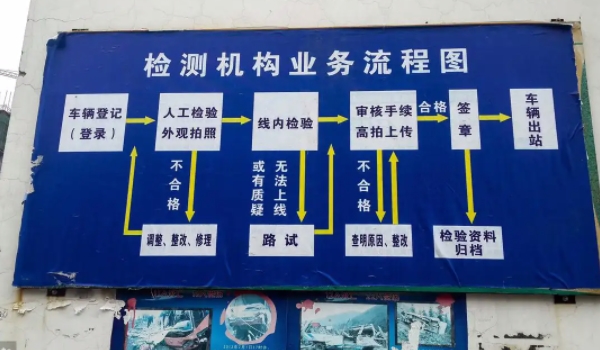 检测机构业务流程图
车辆登记
（登录）
人工检验
外观拍照
线内检验
审核手续
高拍上传
合格
签
章
车辆
出站
不合格
无法上线
或有质疑
不合格
调整、整改、修理
路试
查明原因、整改
检验资料
归档